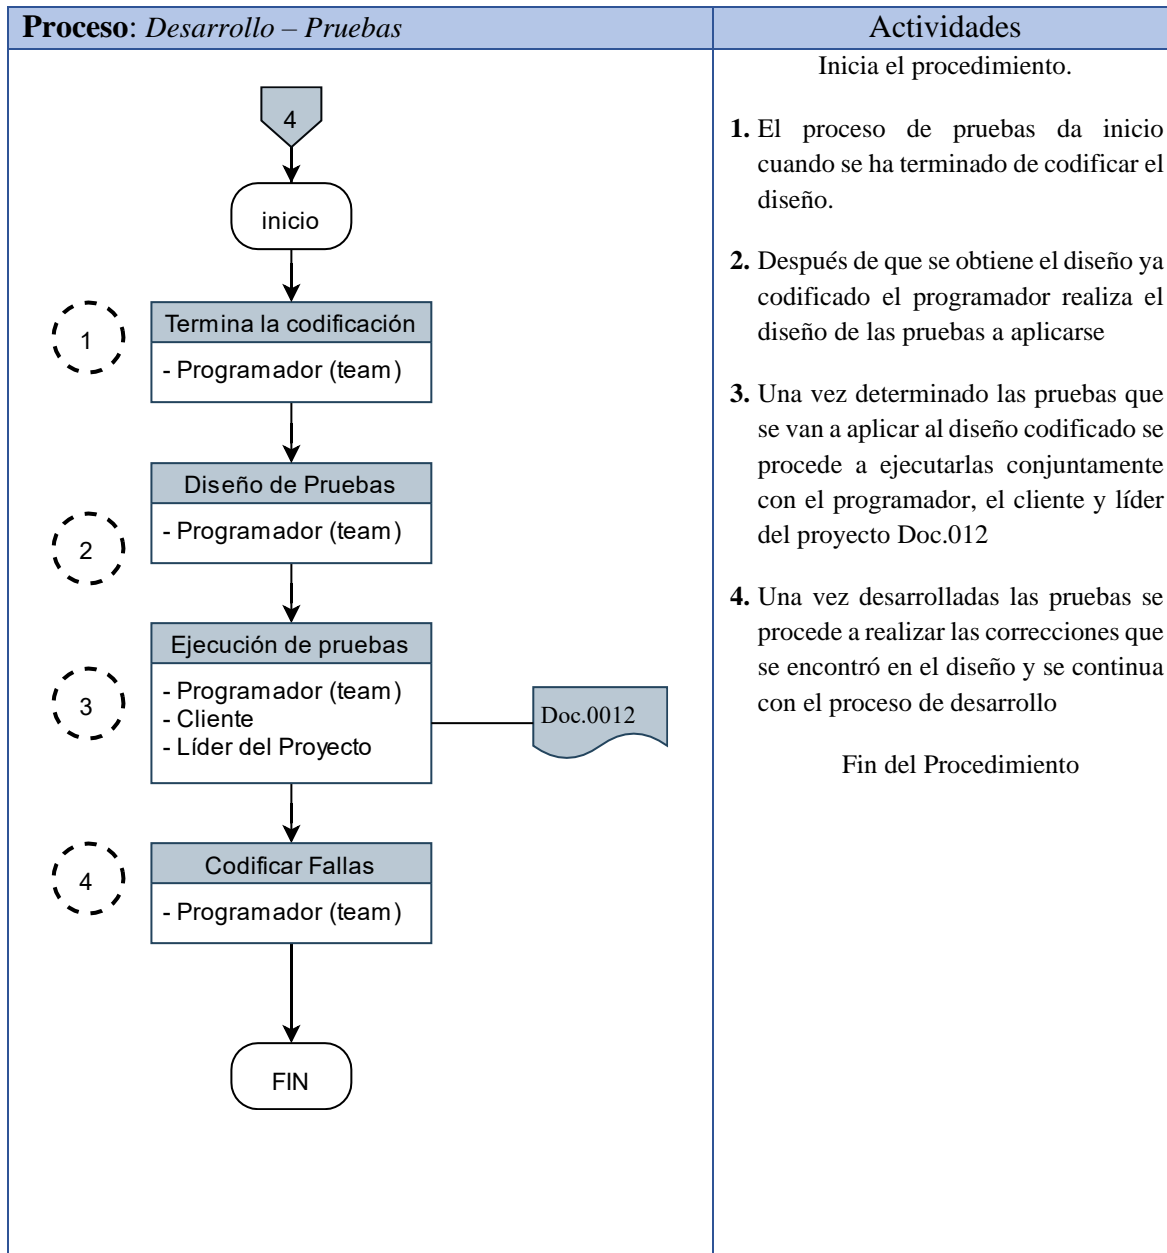 Proceso: Desarrollo – Pruebas
4
inicio
1
Termina la codificación
- Programador (team)
2
Diseño de Pruebas
- Programador (team)
3
Ejecución de pruebas
- Programador (team)
- Cliente
- Líder del Proyecto
Doc.0012
4
Codificar Fallas
- Programador (team)
FIN
Actividades
Inicia el procedimiento.
1. El proceso de pruebas da inicio
cuando se ha terminado de codificar el
diseño.
2. Después de que se obtiene el diseño ya
codificado el programador realiza el
diseño de las pruebas a aplicarse
3. Una vez determinado las pruebas que
se van a aplicar al diseño codificado se
procede a ejecutarlas conjuntamente
con el programador, el cliente y líder
del proyecto Doc.012
4. Una vez desarrolladas las pruebas se
procede a realizar las correcciones que
se encontró en el diseño y se continua
con el proceso de desarrollo
Fin del Procedimiento